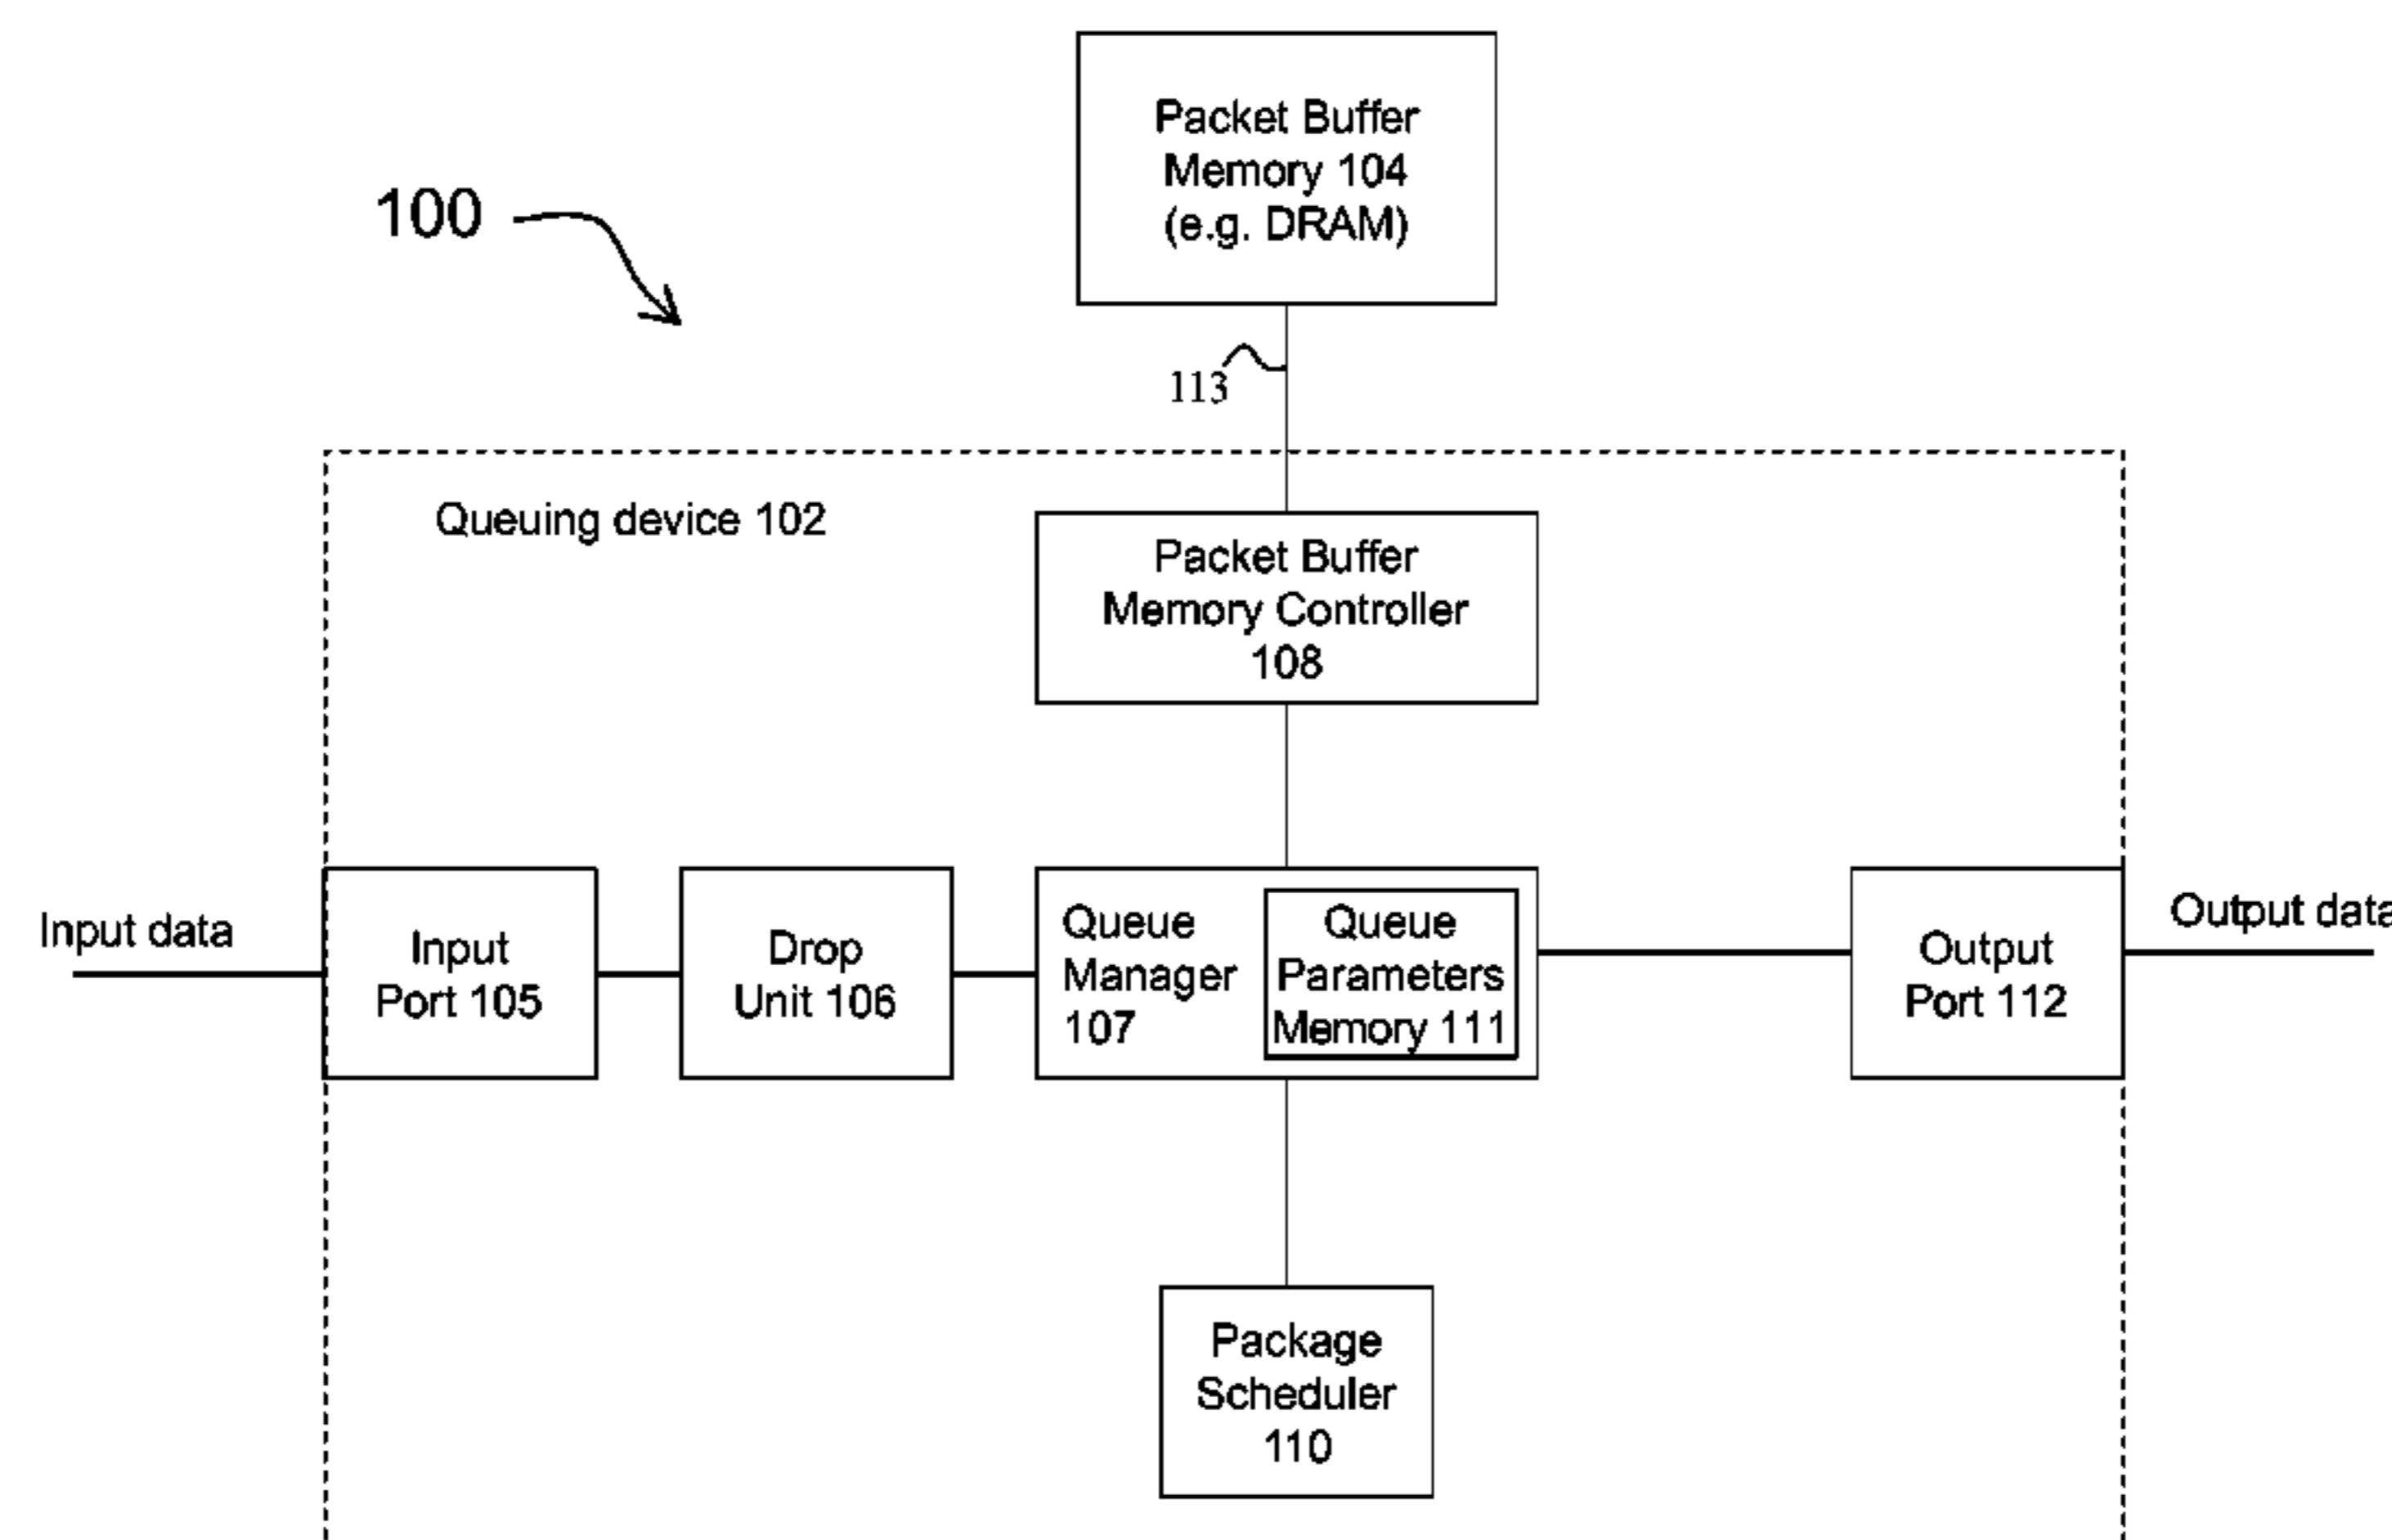 Packet Buffer
Memory 104
(e.g. DRAM)
100
113
Queuing device 102
Packet Buffer
Memory Controller
108
Input data
Input
Port 105
Drop
Unit 106
Queue
Manager
107
Queue
Parameters
Memory 111
Output
Port 112
Output data
Package
Scheduler
110